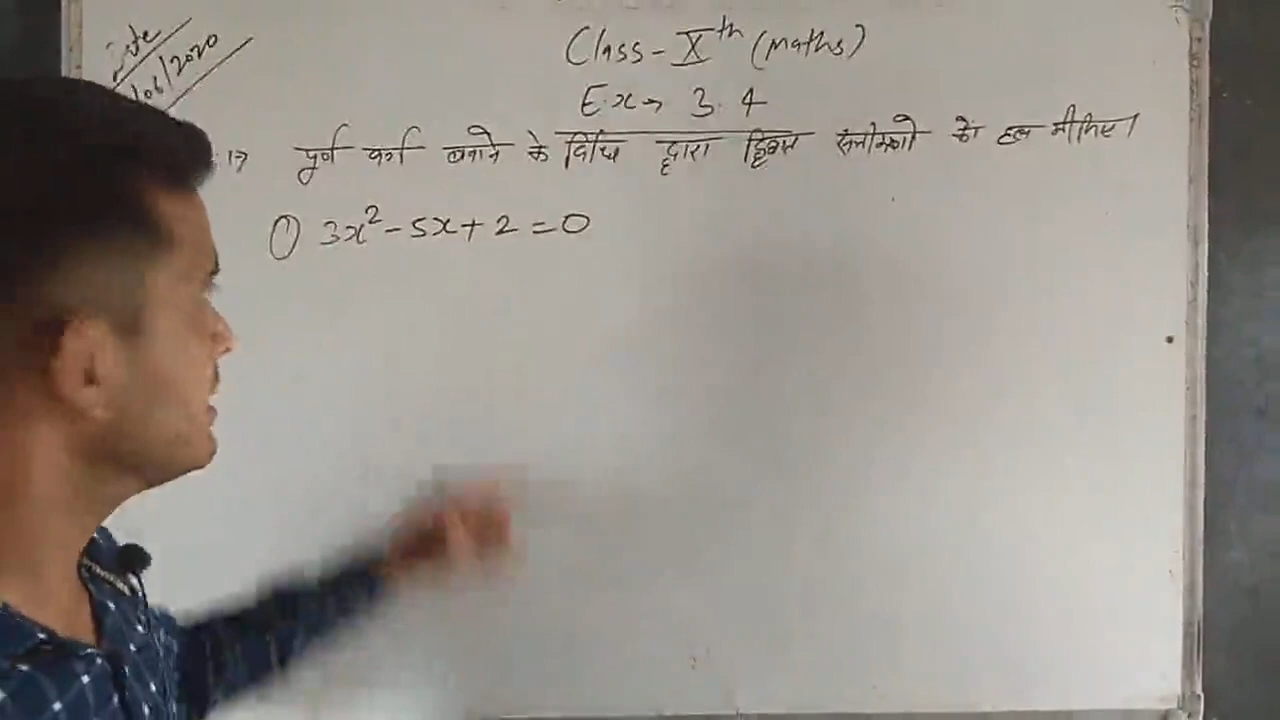 Date
/06/2020
Class - Xth (Maths)
Ex → 3.4
1→ पूर्ण वर्ग बनाने के विधि द्वारा द्विघात समीकरणों को हल कीजिए।
① 3x² - 5x + 2 = 0